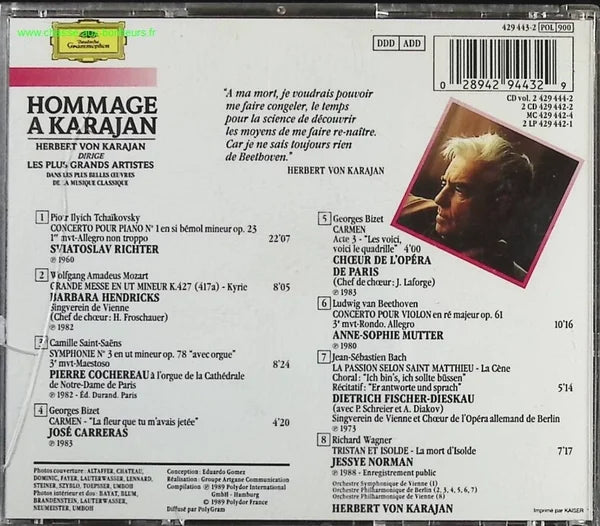 www.chasse-aux-bonheurs.fr
Deutsche
Grammophon
429 443-2 POL 900
DDD ADD
0 28942 94432 9
CD vol. 2 429 444-2
2 CD 429 442-2
MC 429 442-4
2 LP 429 442-1
HOMMAGE
A KARAJAN
HERBERT VON KARAJAN
DIRIGE
LES PLUS GRANDS ARTISTES
DANS LES PLUS BELLES ŒUVRES
DE LA MUSIQUE CLASSIQUE
"A ma mort, je voudrais pouvoir
me faire congeler, le temps
pour la science de découvrir
les moyens de me faire re-naître.
Car je ne sais toujours rien
de Beethoven."
HERBERT VON KARAJAN
1 Piotr Ilyich Tchaïkovsky
CONCERTO POUR PIANO N° 1 en si bémol mineur op. 23
1er mvt-Allegro non troppo 22'07
SVIATOSLAV RICHTER
℗ 1960
2 Wolfgang Amadeus Mozart
GRANDE MESSE EN UT MINEUR K.427 (417a) - Kyrie 8'05
BARBARA HENDRICKS
Singverein de Vienne
(Chef de chœur : H. Froschauer)
℗ 1982
3 Camille Saint-Saëns
SYMPHONIE N° 3 en ut mineur op. 78 "avec orgue"
3e mvt-Maestoso 8'24
PIERRE COCHEREAU à l'orgue de la Cathédrale
de Notre-Dame de Paris
℗ 1982 - Éd. Durand. Paris
4 Georges Bizet
CARMEN - "La fleur que tu m'avais jetée" 4'20
JOSÉ CARRERAS
℗ 1983
5 Georges Bizet
CARMEN
Acte 3 - "Les voici,
voici le quadrille" 4'00
CHŒUR DE L'OPÉRA
DE PARIS
(Chef de chœur : J. Laforge)
℗ 1983
6 Ludwig van Beethoven
CONCERTO POUR VIOLON en ré majeur op. 61
3e mvt-Rondo. Allegro 10'16
ANNE-SOPHIE MUTTER
℗ 1980
7 Jean-Sébastien Bach
LA PASSION SELON SAINT MATTHIEU - La Cène
Choral : "Ich bin's, ich sollte büssen"
Récitatif : "Er antworte und sprach" 5'14
DIETRICH FISCHER-DIESKAU
(avec P. Schreier et A. Diakov)
Singverein de Vienne et Chœur de l'Opéra allemand de Berlin
℗ 1973
8 Richard Wagner
TRISTAN ET ISOLDE - La mort d'Isolde 7'17
JESSYE NORMAN
℗ 1988 - Enregistrement public
Orchestre Symphonique de Vienne (1)
Orchestre Philharmonique de Berlin (2, 3, 4, 5, 6, 7)
Orchestre Philharmonique de Vienne (8)
HERBERT VON KARAJAN
Photos couverture : ALTAFFER, CHATEAU,
DOMINIC, FAYER, LAUTERWASSER, LENNARD,
STEINER, SZYBLO, TOEPSSER, UMBOH
Photos intérieur et dos : BAYAT, BLUM,
BRANDENSTEIN, LAUTERWASSER,
NEUMEISTER, UMBOH
Conception : Eduardo Gomez
Réalisation : Groupe Artgane Communication
Compilation ℗ 1989 Polydor International
GmbH - Hamburg
© 1989 Polydor France
Diffusé par PolyGram
Imprimé par KAISER